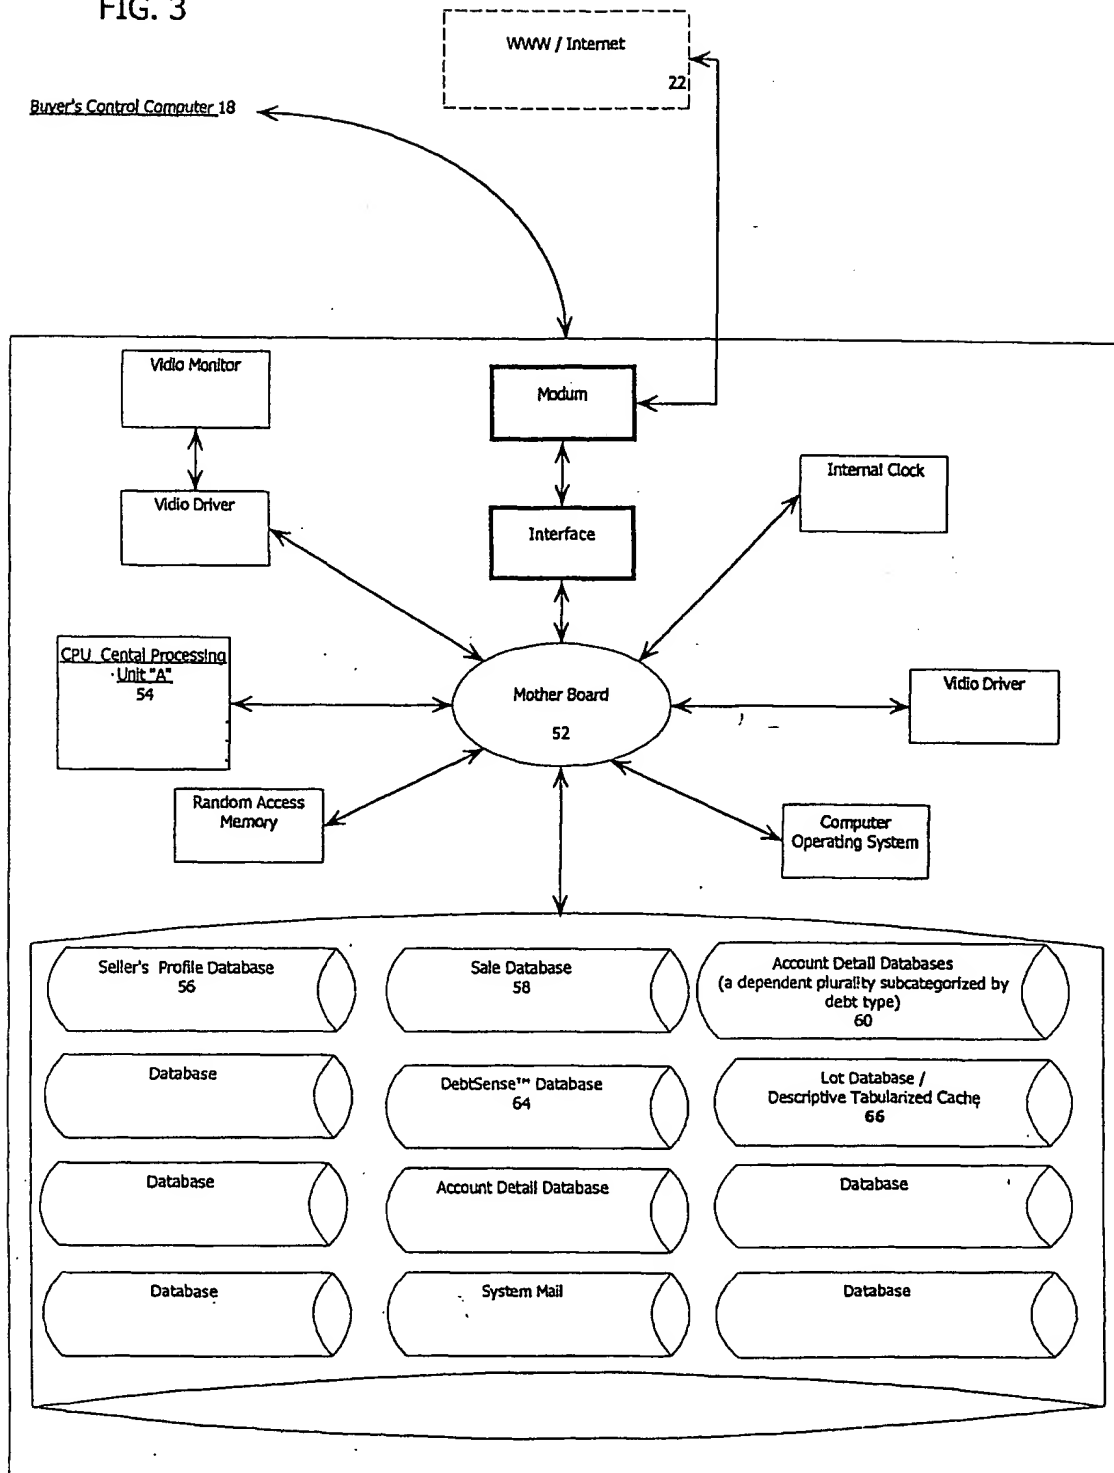 FIG. 3
WWW / Internet
22
Buyer's Control Computer 18
Vidio Monitor
Modum
Internal Clock
Vidio Driver
Interface
CPU Cental Processing
Unit "A"
54
Mother Board
52
Vidio Driver
Random Access
Memory
Computer
Operating System
Seller's Profile Database
56
Sale Database
58
Account Detail Databases
(a dependent plurality subcategorized by
debt type)
60
Database
DebtSense™ Database
64
Lot Database /
Descriptive Tabularized Cache
66
Database
Account Detail Database
Database
Database
System Mail
Database